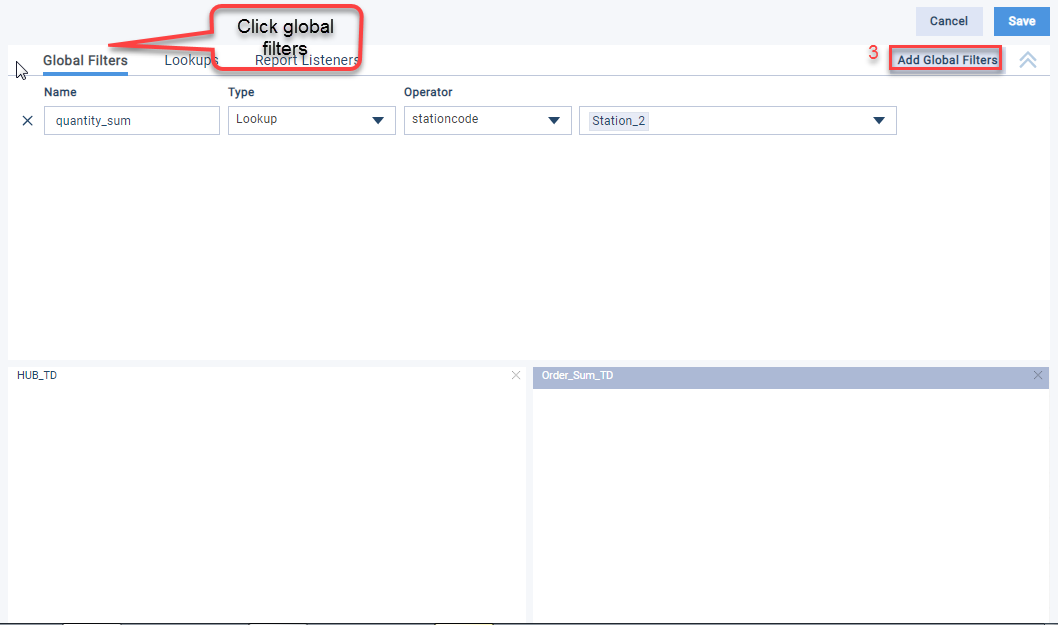 Click global
filters
Cancel Save
Global Filters Lookups Report Listeners 3 Add Global Filters
Name Type Operator
quantity_sum Lookup stationcode Station_2
HUB_TD Order_Sum_TD